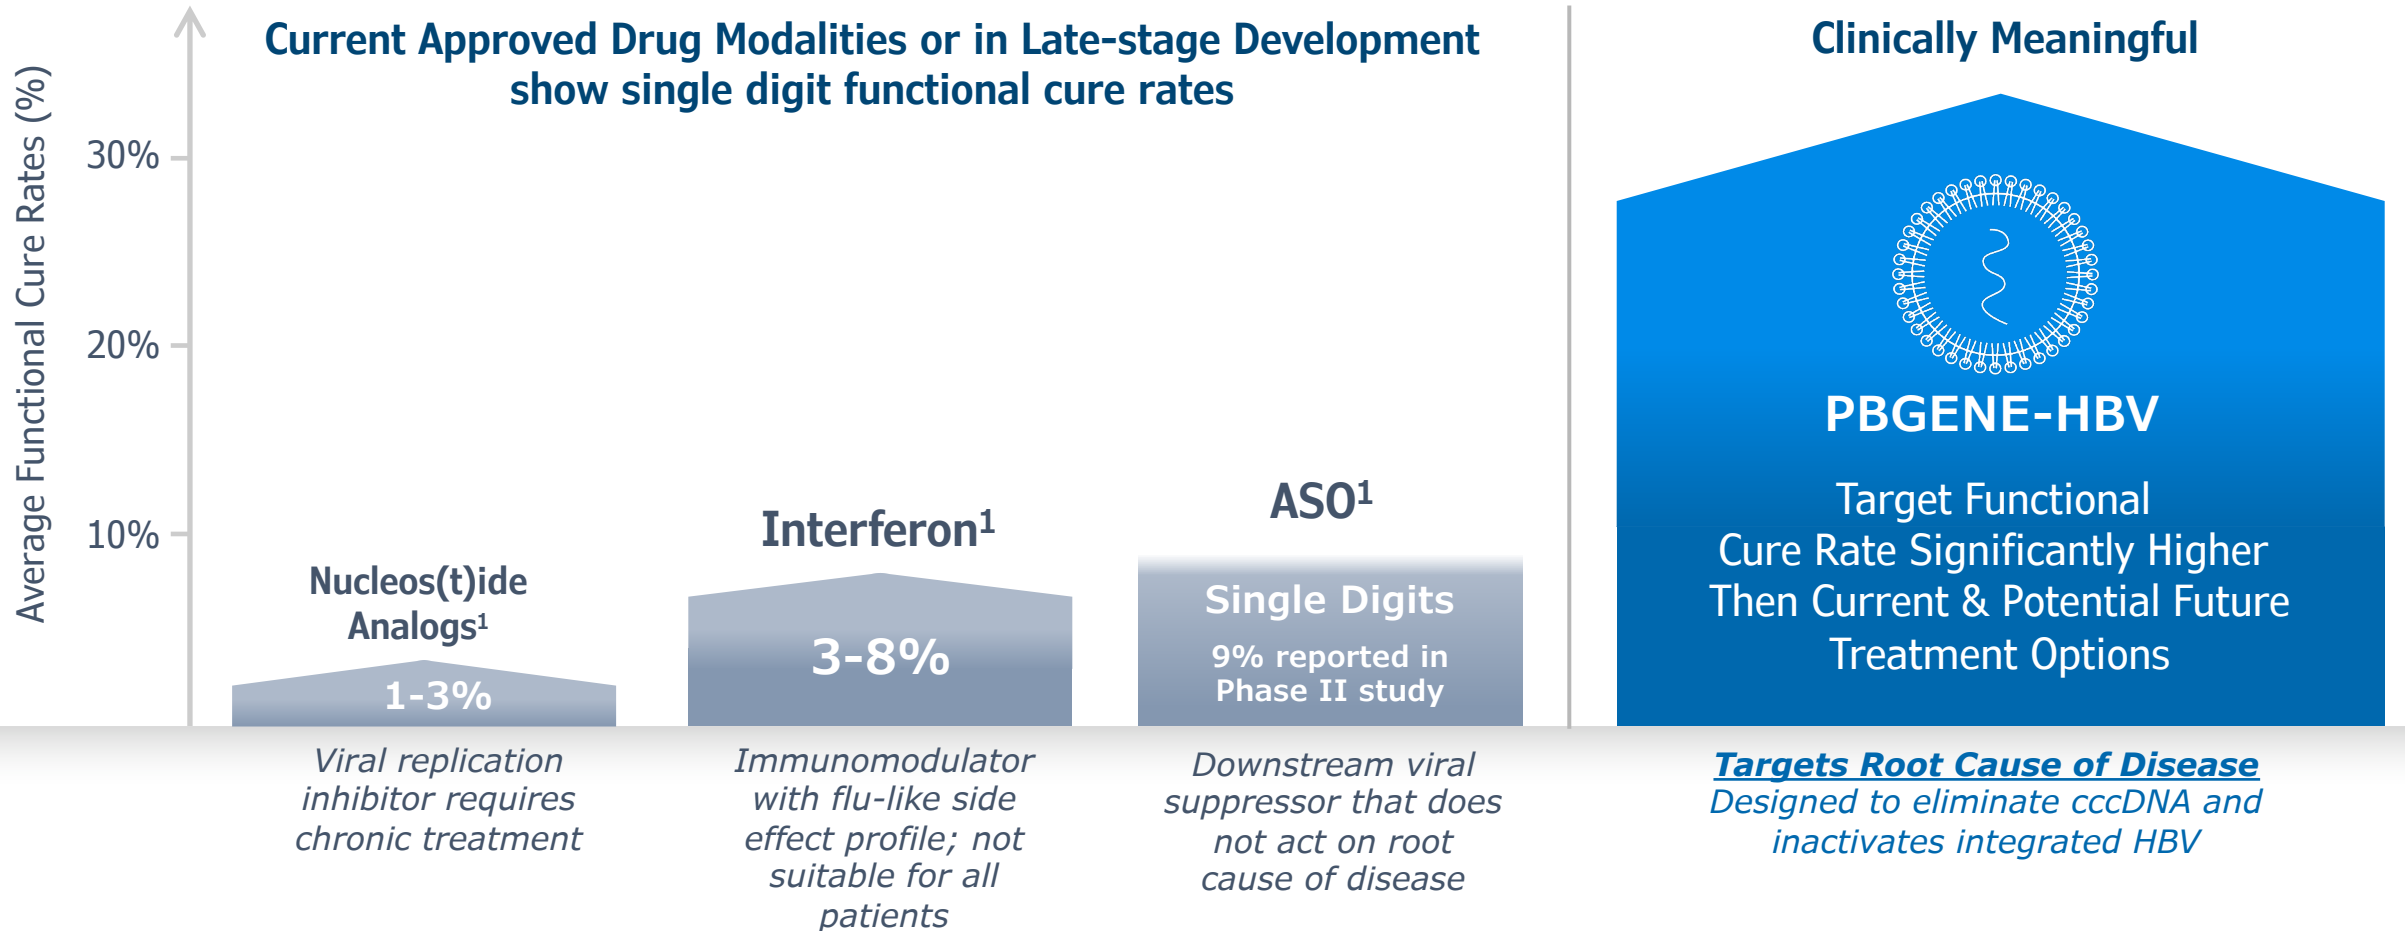 Current Approved Drug Modalities or in Late-stage Development
show single digit functional cure rates
Clinically Meaningful
Average Functional Cure Rates (%)
30%
20%
10%
Nucleos(t)ide
Analogs¹
1-3%
Interferon¹
3-8%
ASO¹
Single Digits
9% reported in
Phase II study
PBGENE-HBV
Target Functional
Cure Rate Significantly Higher
Then Current & Potential Future
Treatment Options
Viral replication
inhibitor requires
chronic treatment
Immunomodulator
with flu-like side
effect profile; not
suitable for all
patients
Downstream viral
suppressor that does
not act on root
cause of disease
Targets Root Cause of Disease
Designed to eliminate cccDNA and
inactivates integrated HBV